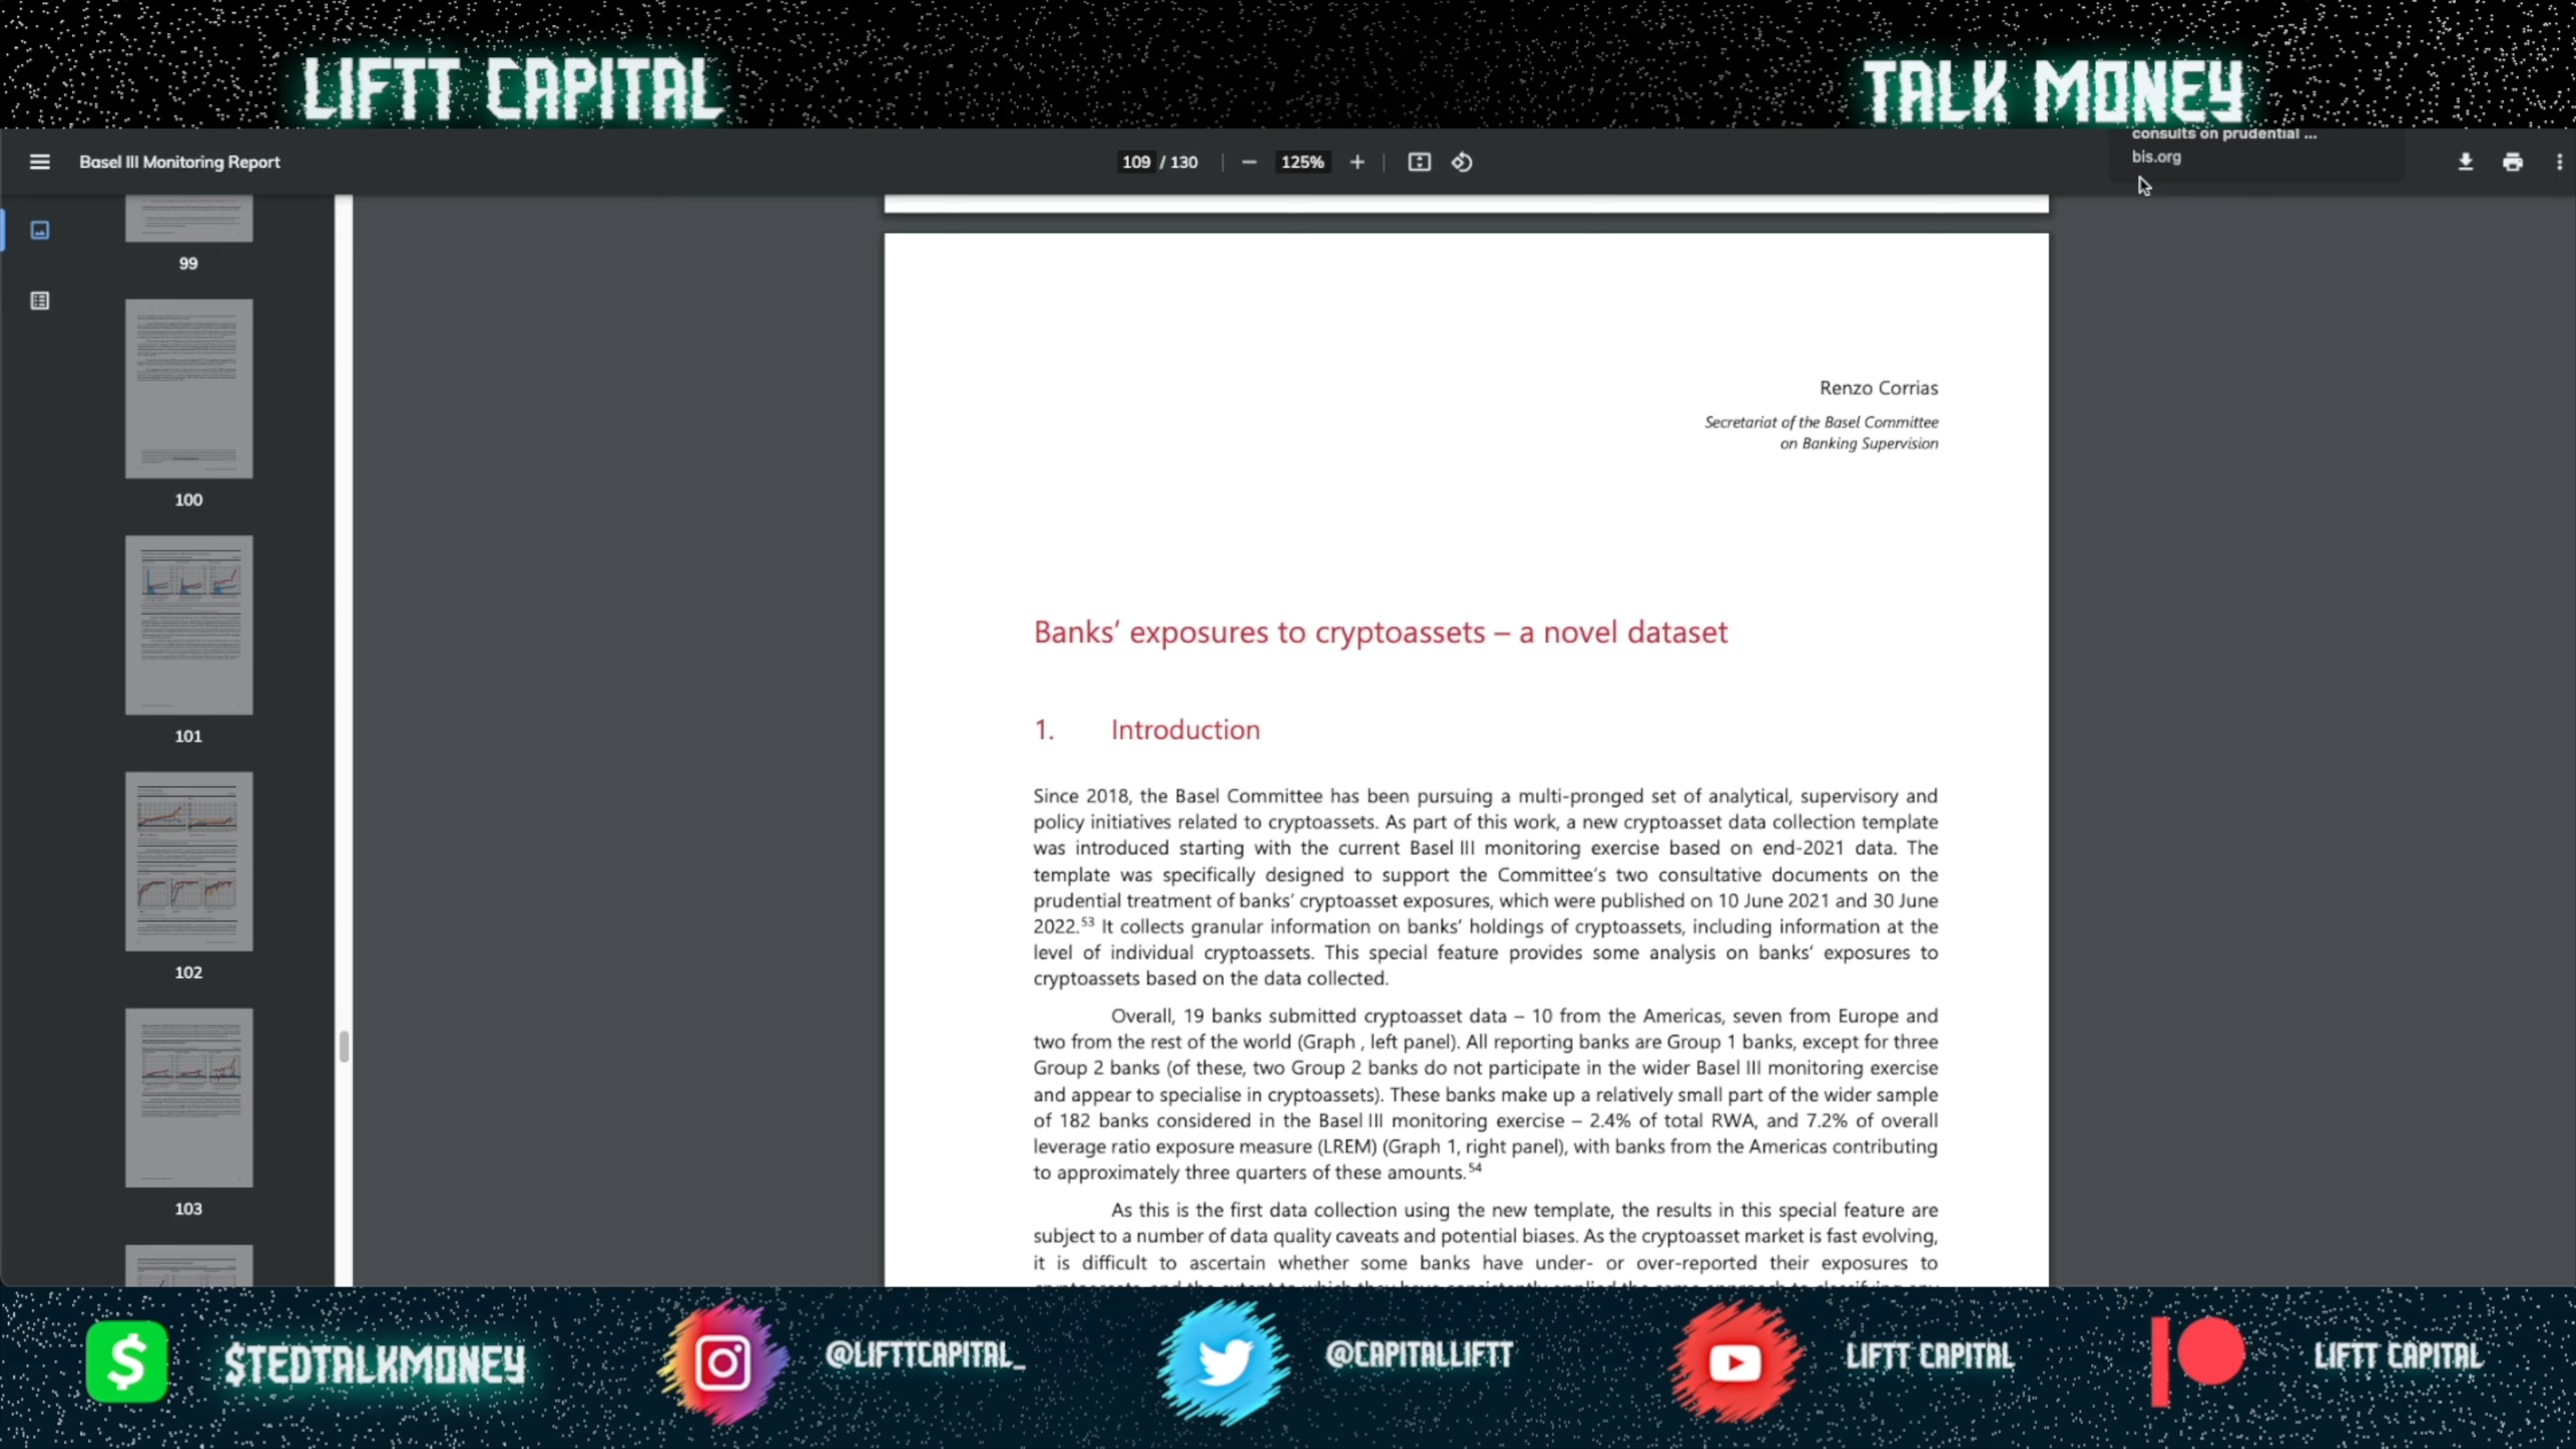 LIFTT CAPITAL
TALK MONEY
consults on prudential ...
bis.org
Basel III Monitoring Report
109 / 130
125%
99
100
101
102
103
Renzo Corrias
Secretariat of the Basel Committee
on Banking Supervision
Banks' exposures to cryptoassets – a novel dataset
1. Introduction
Since 2018, the Basel Committee has been pursuing a multi-pronged set of analytical, supervisory and
policy initiatives related to cryptoassets. As part of this work, a new cryptoasset data collection template
was introduced starting with the current Basel III monitoring exercise based on end-2021 data. The
template was specifically designed to support the Committee's two consultative documents on the
prudential treatment of banks' cryptoasset exposures, which were published on 10 June 2021 and 30 June
2022.⁵³ It collects granular information on banks' holdings of cryptoassets, including information at the
level of individual cryptoassets. This special feature provides some analysis on banks' exposures to
cryptoassets based on the data collected.
Overall, 19 banks submitted cryptoasset data – 10 from the Americas, seven from Europe and
two from the rest of the world (Graph , left panel). All reporting banks are Group 1 banks, except for three
Group 2 banks (of these, two Group 2 banks do not participate in the wider Basel III monitoring exercise
and appear to specialise in cryptoassets). These banks make up a relatively small part of the wider sample
of 182 banks considered in the Basel III monitoring exercise – 2.4% of total RWA, and 7.2% of overall
leverage ratio exposure measure (LREM) (Graph 1, right panel), with banks from the Americas contributing
to approximately three quarters of these amounts.⁵⁴
As this is the first data collection using the new template, the results in this special feature are
subject to a number of data quality caveats and potential biases. As the cryptoasset market is fast evolving,
it is difficult to ascertain whether some banks have under- or over-reported their exposures to
$TEDTALKMONEY
@LIFTTCAPITAL_
@CAPITALLIFTT
LIFTT CAPITAL
LIFTT CAPITAL